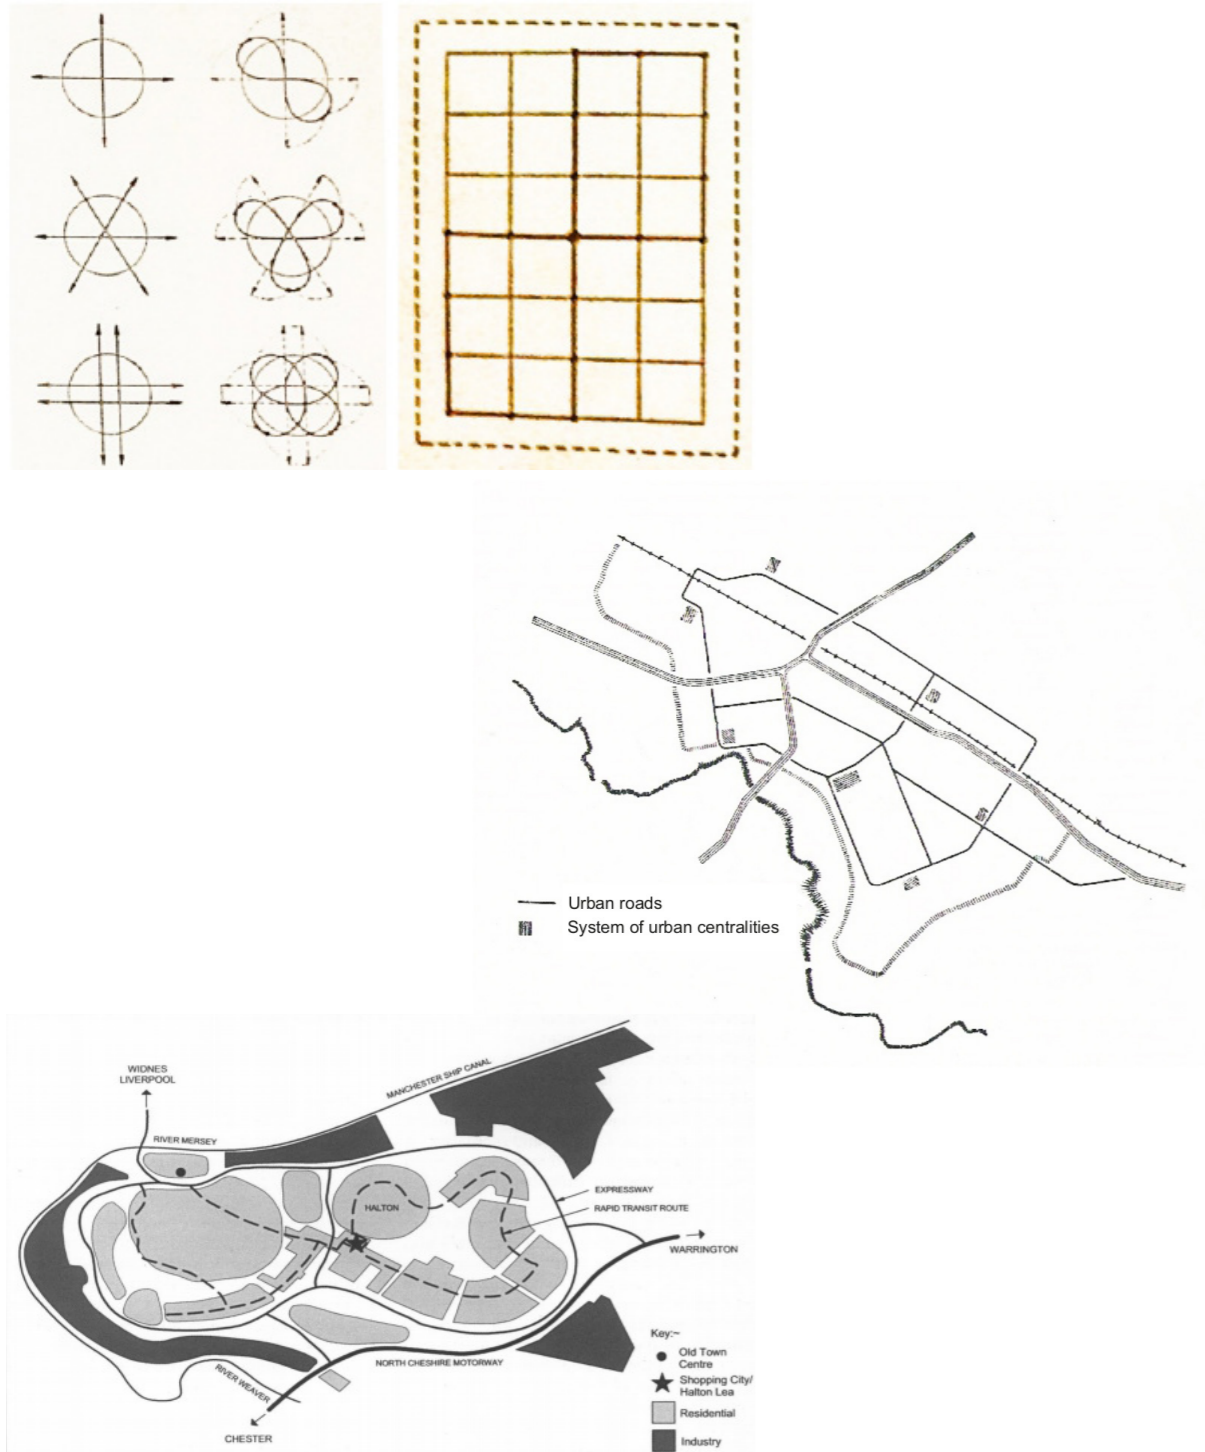 Urban roads
System of urban centralities
WIDNES
LIVERPOOL
MANCHESTER SHIP CANAL
RIVER MERSEY
HALTON
EXPRESSWAY
RAPID TRANSIT ROUTE
WARRINGTON
NORTH CHESHIRE MOTORWAY
RIVER WEAVER
CHESTER
Key:~
Old Town
Centre
Shopping City/
Halton Lea
Residential
Industry